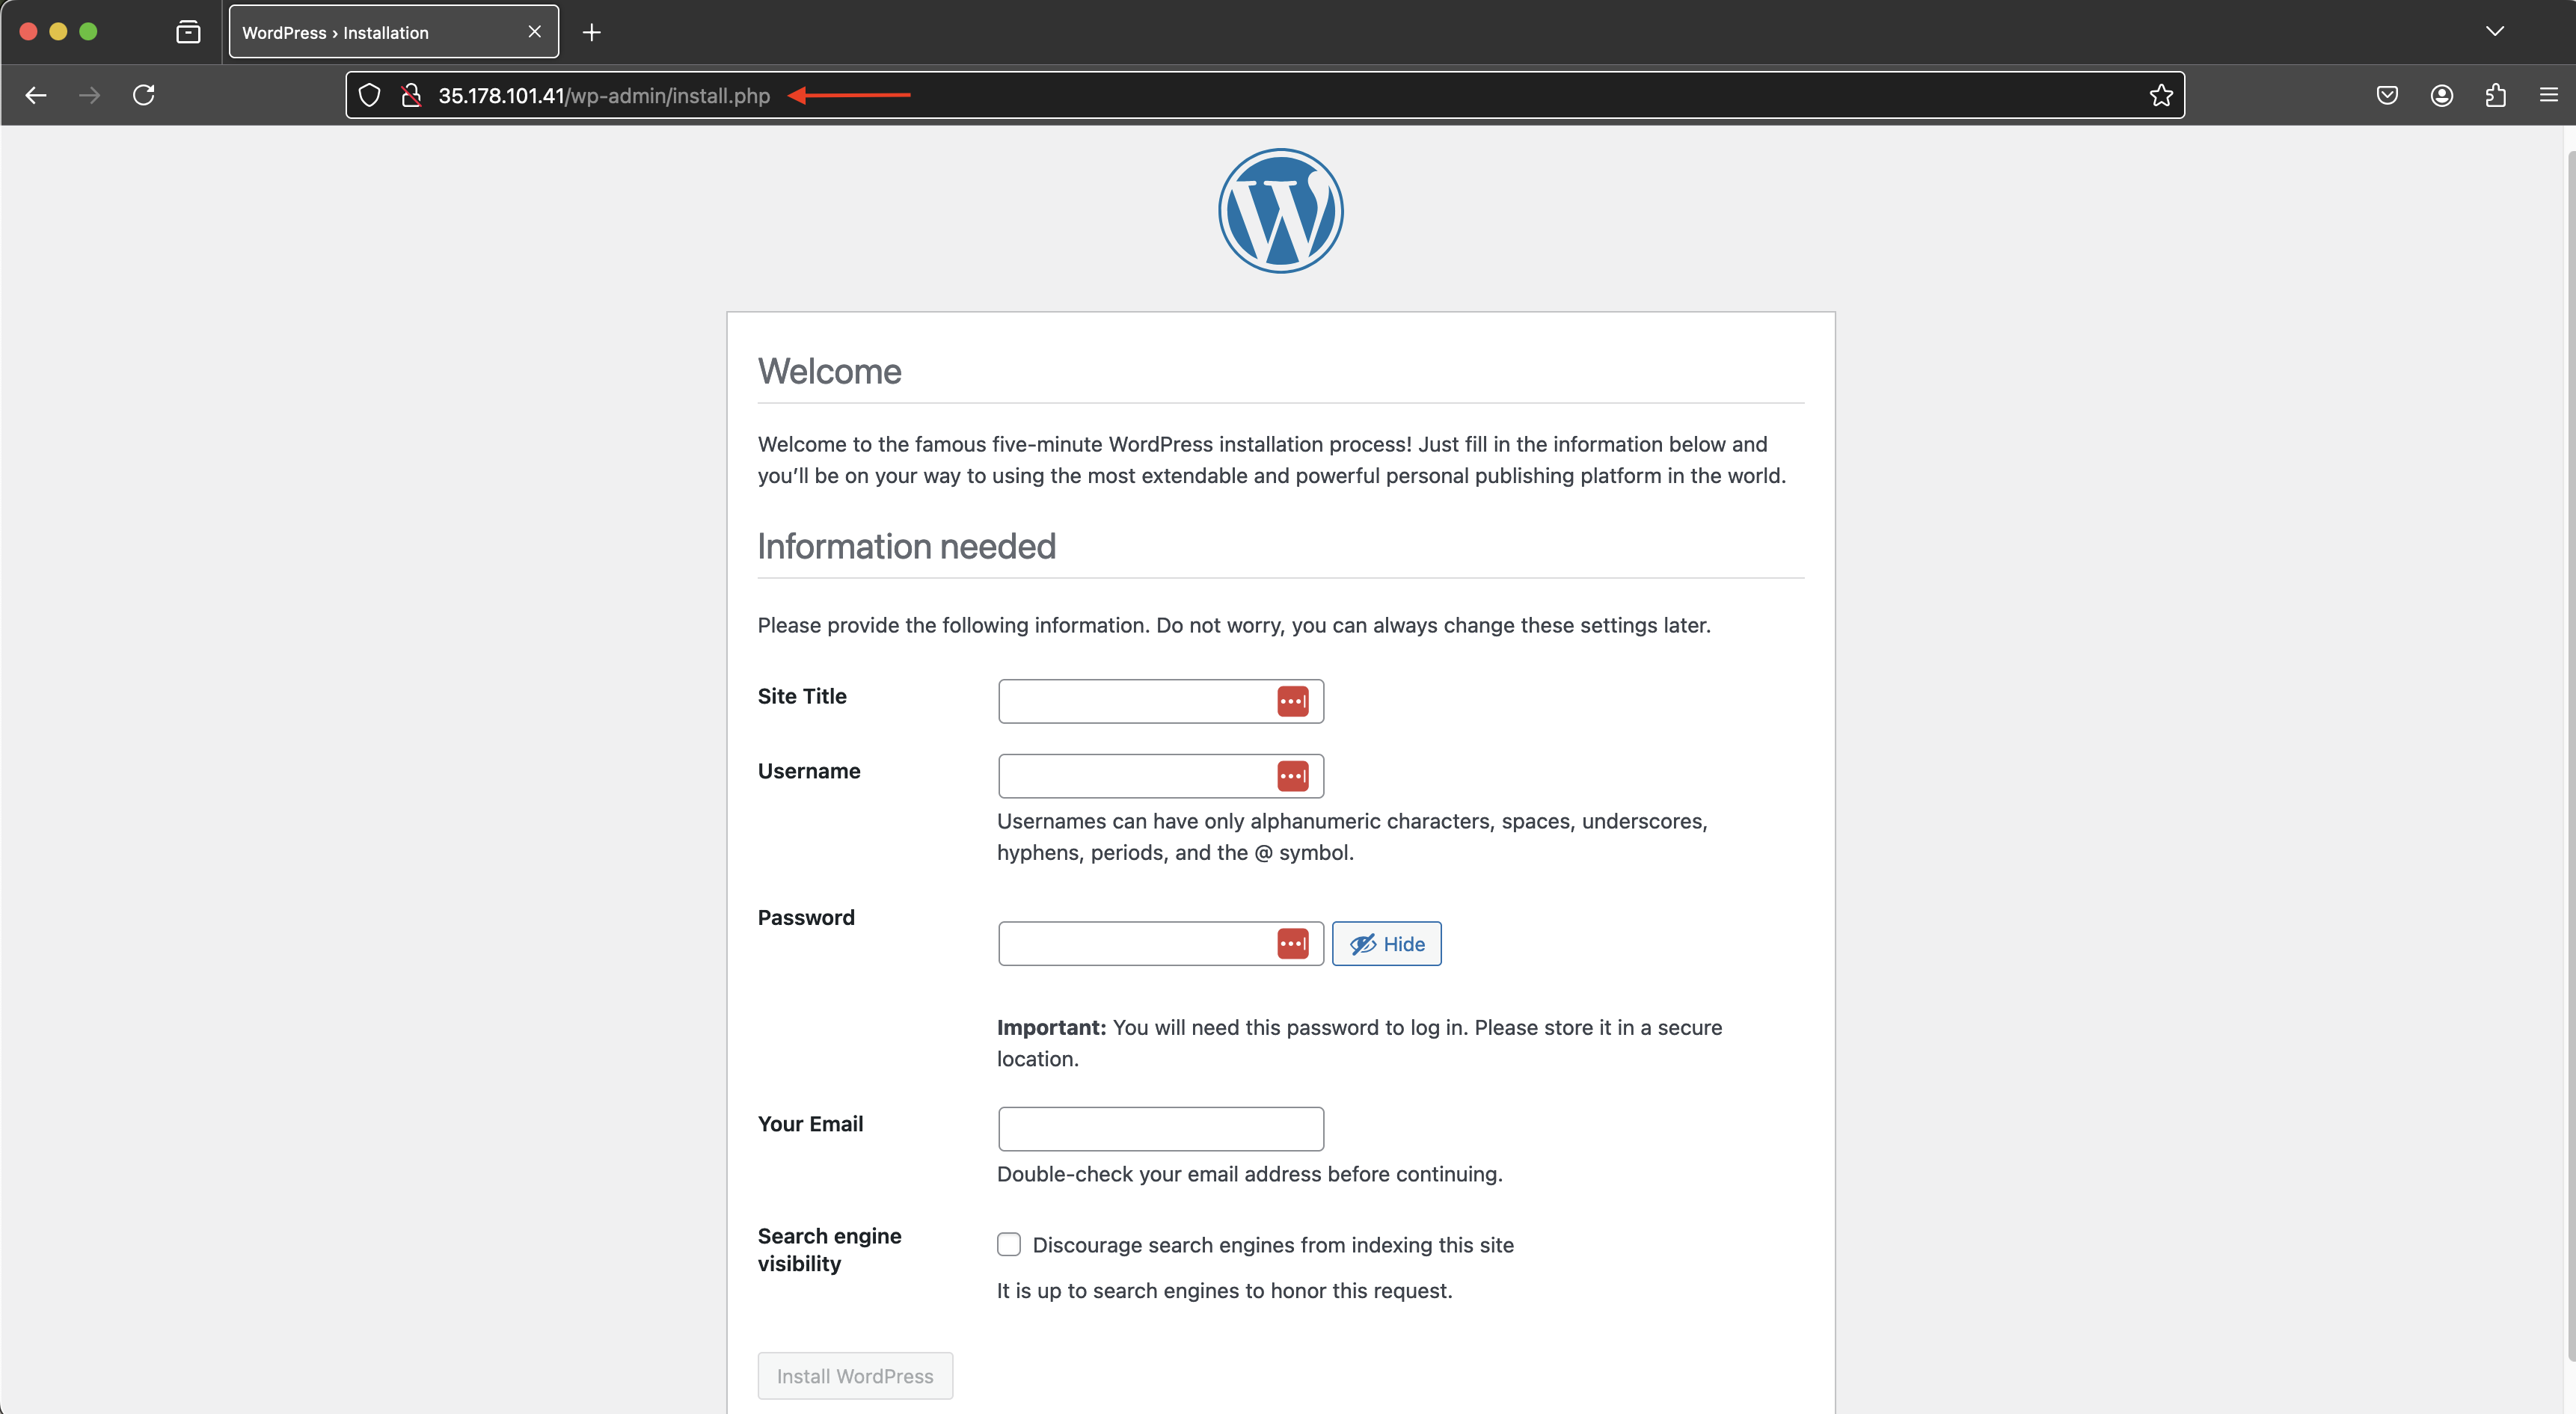 WordPress › Installation
35.178.101.41/wp-admin/install.php
Welcome
Welcome to the famous five-minute WordPress installation process! Just fill in the information below and
you’ll be on your way to using the most extendable and powerful personal publishing platform in the world.
Information needed
Please provide the following information. Do not worry, you can always change these settings later.
Site Title
Username
Usernames can have only alphanumeric characters, spaces, underscores,
hyphens, periods, and the @ symbol.
Password
Hide
Important: You will need this password to log in. Please store it in a secure
location.
Your Email
Double-check your email address before continuing.
Search engine
visibility
Discourage search engines from indexing this site
It is up to search engines to honor this request.
Install WordPress